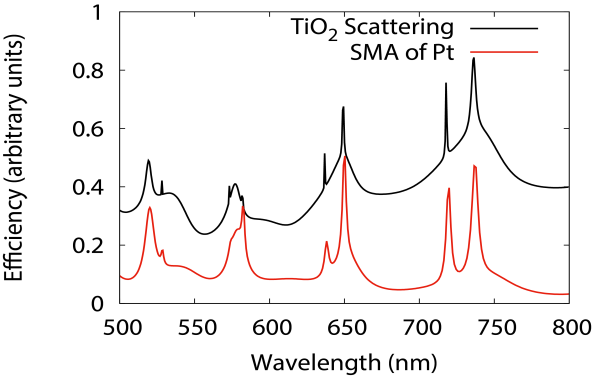 Efficiency (arbitrary units)
1
0.8
0.6
0.4
0.2
0
TiO₂ Scattering
SMA of Pt
500 550 600 650 700 750 800
Wavelength (nm)